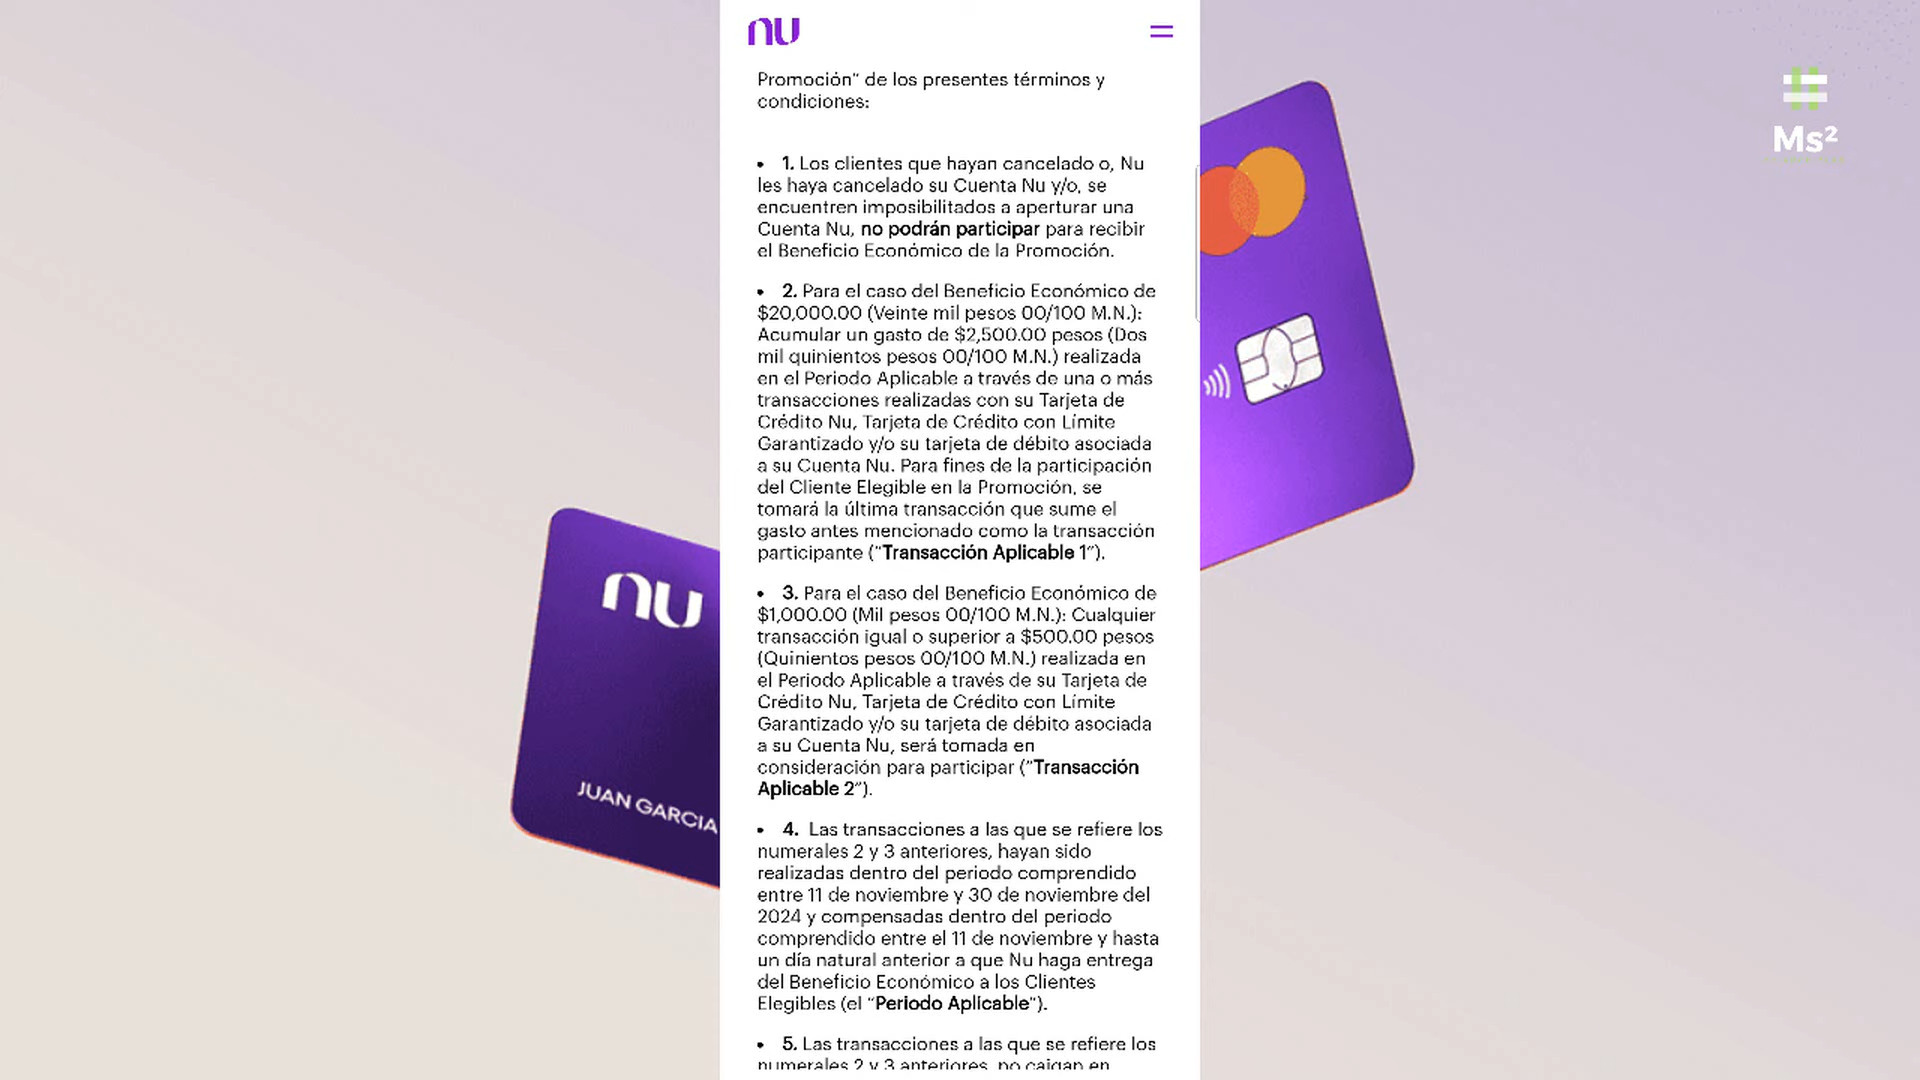 nu
Promoción” de los presentes términos y
condiciones:
• 1. Los clientes que hayan cancelado o, Nu
les haya cancelado su Cuenta Nu y/o, se
encuentren imposibilitados a aperturar una
Cuenta Nu, no podrán participar para recibir
el Beneficio Económico de la Promoción.
• 2. Para el caso del Beneficio Económico de
$20,000.00 (Veinte mil pesos 00/100 M.N.):
Acumular un gasto de $2,500.00 pesos (Dos
mil quinientos pesos 00/100 M.N.) realizada
en el Periodo Aplicable a través de una o más
transacciones realizadas con su Tarjeta de
Crédito Nu, Tarjeta de Crédito con Límite
Garantizado y/o su tarjeta de débito asociada
a su Cuenta Nu. Para fines de la participación
del Cliente Elegible en la Promoción, se
tomará la última transacción que sume el
gasto antes mencionado como la transacción
participante (“Transacción Aplicable 1”).
• 3. Para el caso del Beneficio Económico de
$1,000.00 (Mil pesos 00/100 M.N.): Cualquier
transacción igual o superior a $500.00 pesos
(Quinientos pesos 00/100 M.N.) realizada en
el Periodo Aplicable a través de su Tarjeta de
Crédito Nu, Tarjeta de Crédito con Límite
Garantizado y/o su tarjeta de débito asociada
a su Cuenta Nu, será tomada en
consideración para participar (“Transacción
Aplicable 2”).
• 4. Las transacciones a las que se refiere los
numerales 2 y 3 anteriores, hayan sido
realizadas dentro del periodo comprendido
entre 11 de noviembre y 30 de noviembre del
2024 y compensadas dentro del periodo
comprendido entre el 11 de noviembre y hasta
un día natural anterior a que Nu haga entrega
del Beneficio Económico a los Clientes
Elegibles (el “Periodo Aplicable”).
• 5. Las transacciones a las que se refiere los
numerales 2 y 3 anteriores, no caigan en
nu
JUAN GARCIA
Ms²